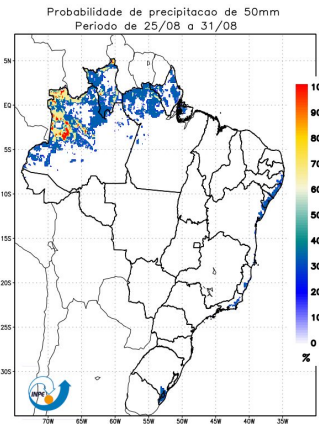 Probabilidade de precipitacao de 50mm
Periodo de 25/08 a 31/08
5N
EQ
5S
10S
15S
20S
25S
30S
70W
65W
60W
55W
50W
45W
40W
35W
90
80
70
60
50
40
30
20
10
0
%
INPE